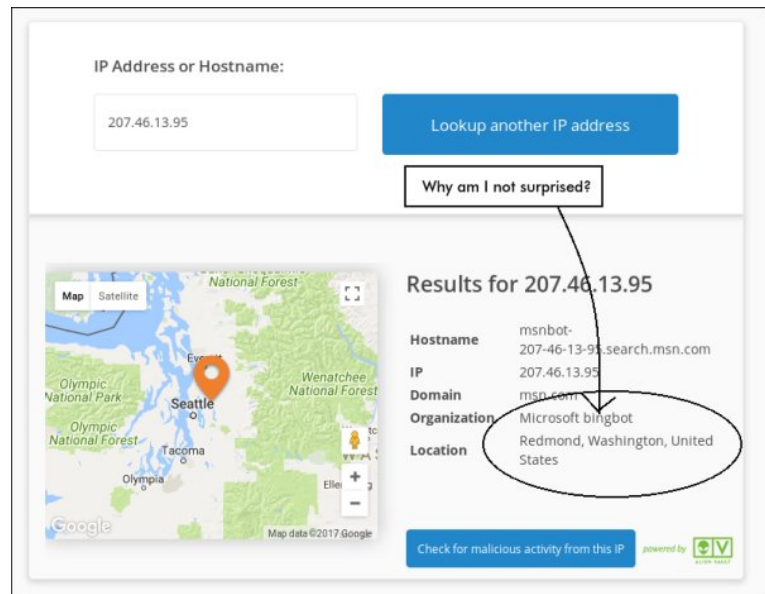 IP Address or Hostname:
207.46.13.95
Lookup another IP address
Why am I not surprised?
Map
Satellite
National Forest
Olympic
National Park
Seattle
Wenatchee
National Forest
Olympic
National Forest
Tacoma
Olympia
Google
Map data ©2017 Google
Results for 207.46.13.95
Hostname
msnbot-
207-46-13-95.search.msn.com
IP
207.46.13.95
Domain
msn.com
Organization
Microsoft bingbot
Location
Redmond, Washington, United
States
Check for malicious activity from this IP
powered by
ALIEN VAULT